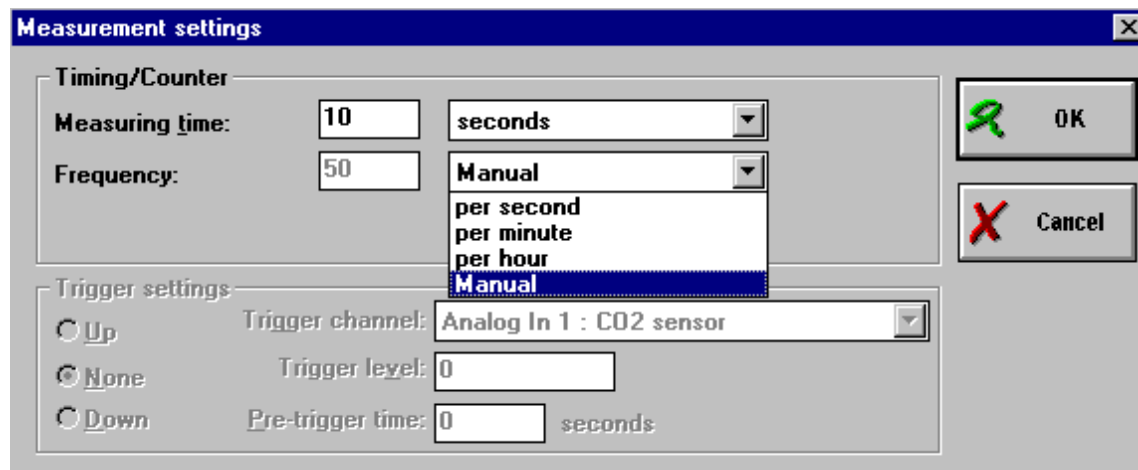 Measurement settings
Timing/Counter
Measuring time: 10 seconds
OK
Frequency: 50 Manual
per second
per minute
per hour
Manual
Cancel
Trigger settings
Up
Trigger channel: Analog In 1 : CO2 sensor
None
Trigger level: 0
Down
Pre-trigger time: 0 seconds